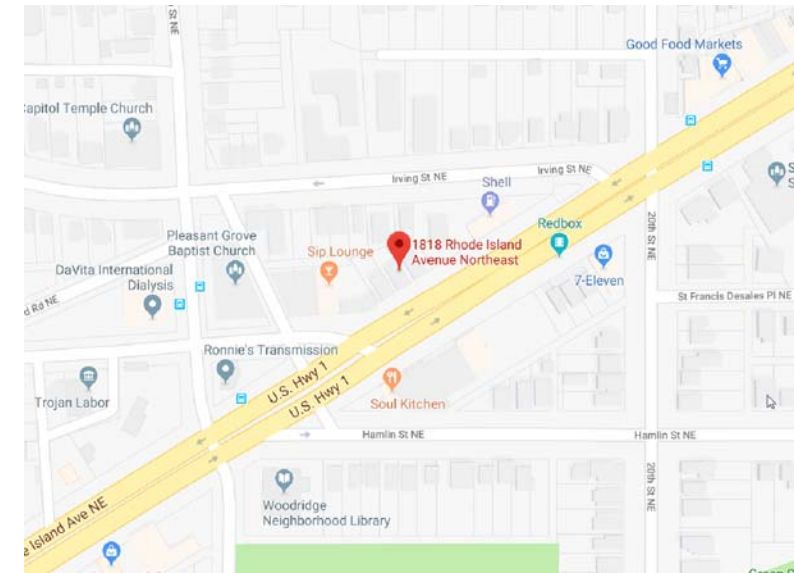 St NE
Good Food Markets
apitol Temple Church
Irving St NE
Irving St NE
Shell
Pleasant Grove
Baptist Church
Sip Lounge
1818 Rhode Island
Avenue Northeast
Redbox
20th St NE
7-Eleven
DaVita International
Dialysis
d Rd NE
St Francis Desales Pl NE
Ronnie's Transmission
U.S. Hwy 1
U.S. Hwy 1
Trojan Labor
Soul Kitchen
Hamlin St NE
Hamlin St NE
20th St NE
Woodridge
Neighborhood Library
e Island Ave NE